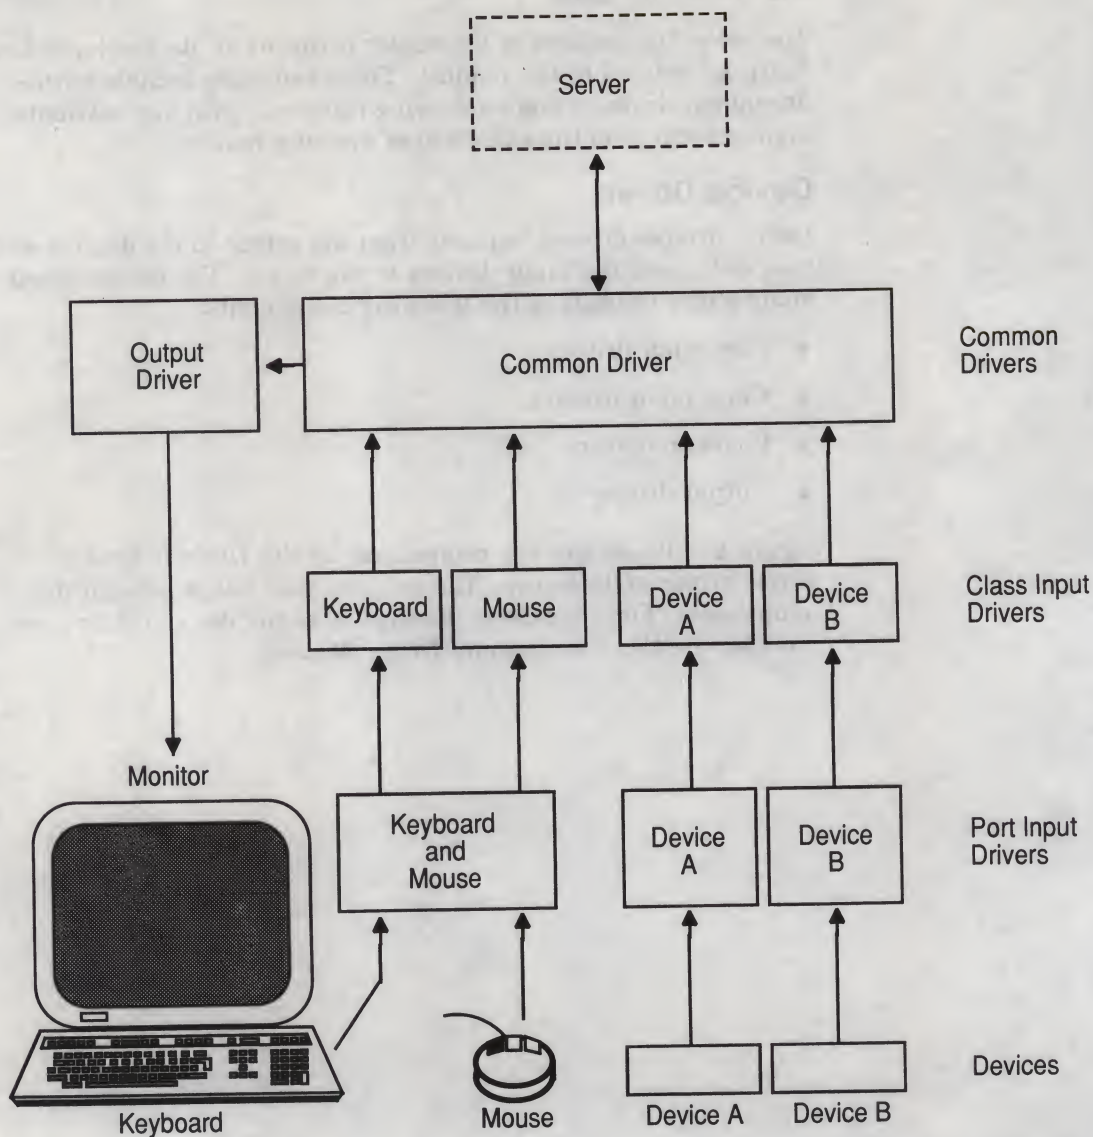 Server
Output
Driver
Common Driver
Common
Drivers
Keyboard
Mouse
Device
A
Device
B
Class Input
Drivers
Monitor
Keyboard
and
Mouse
Device
A
Device
B
Port Input
Drivers
Devices
Keyboard
Mouse
Device A
Device B